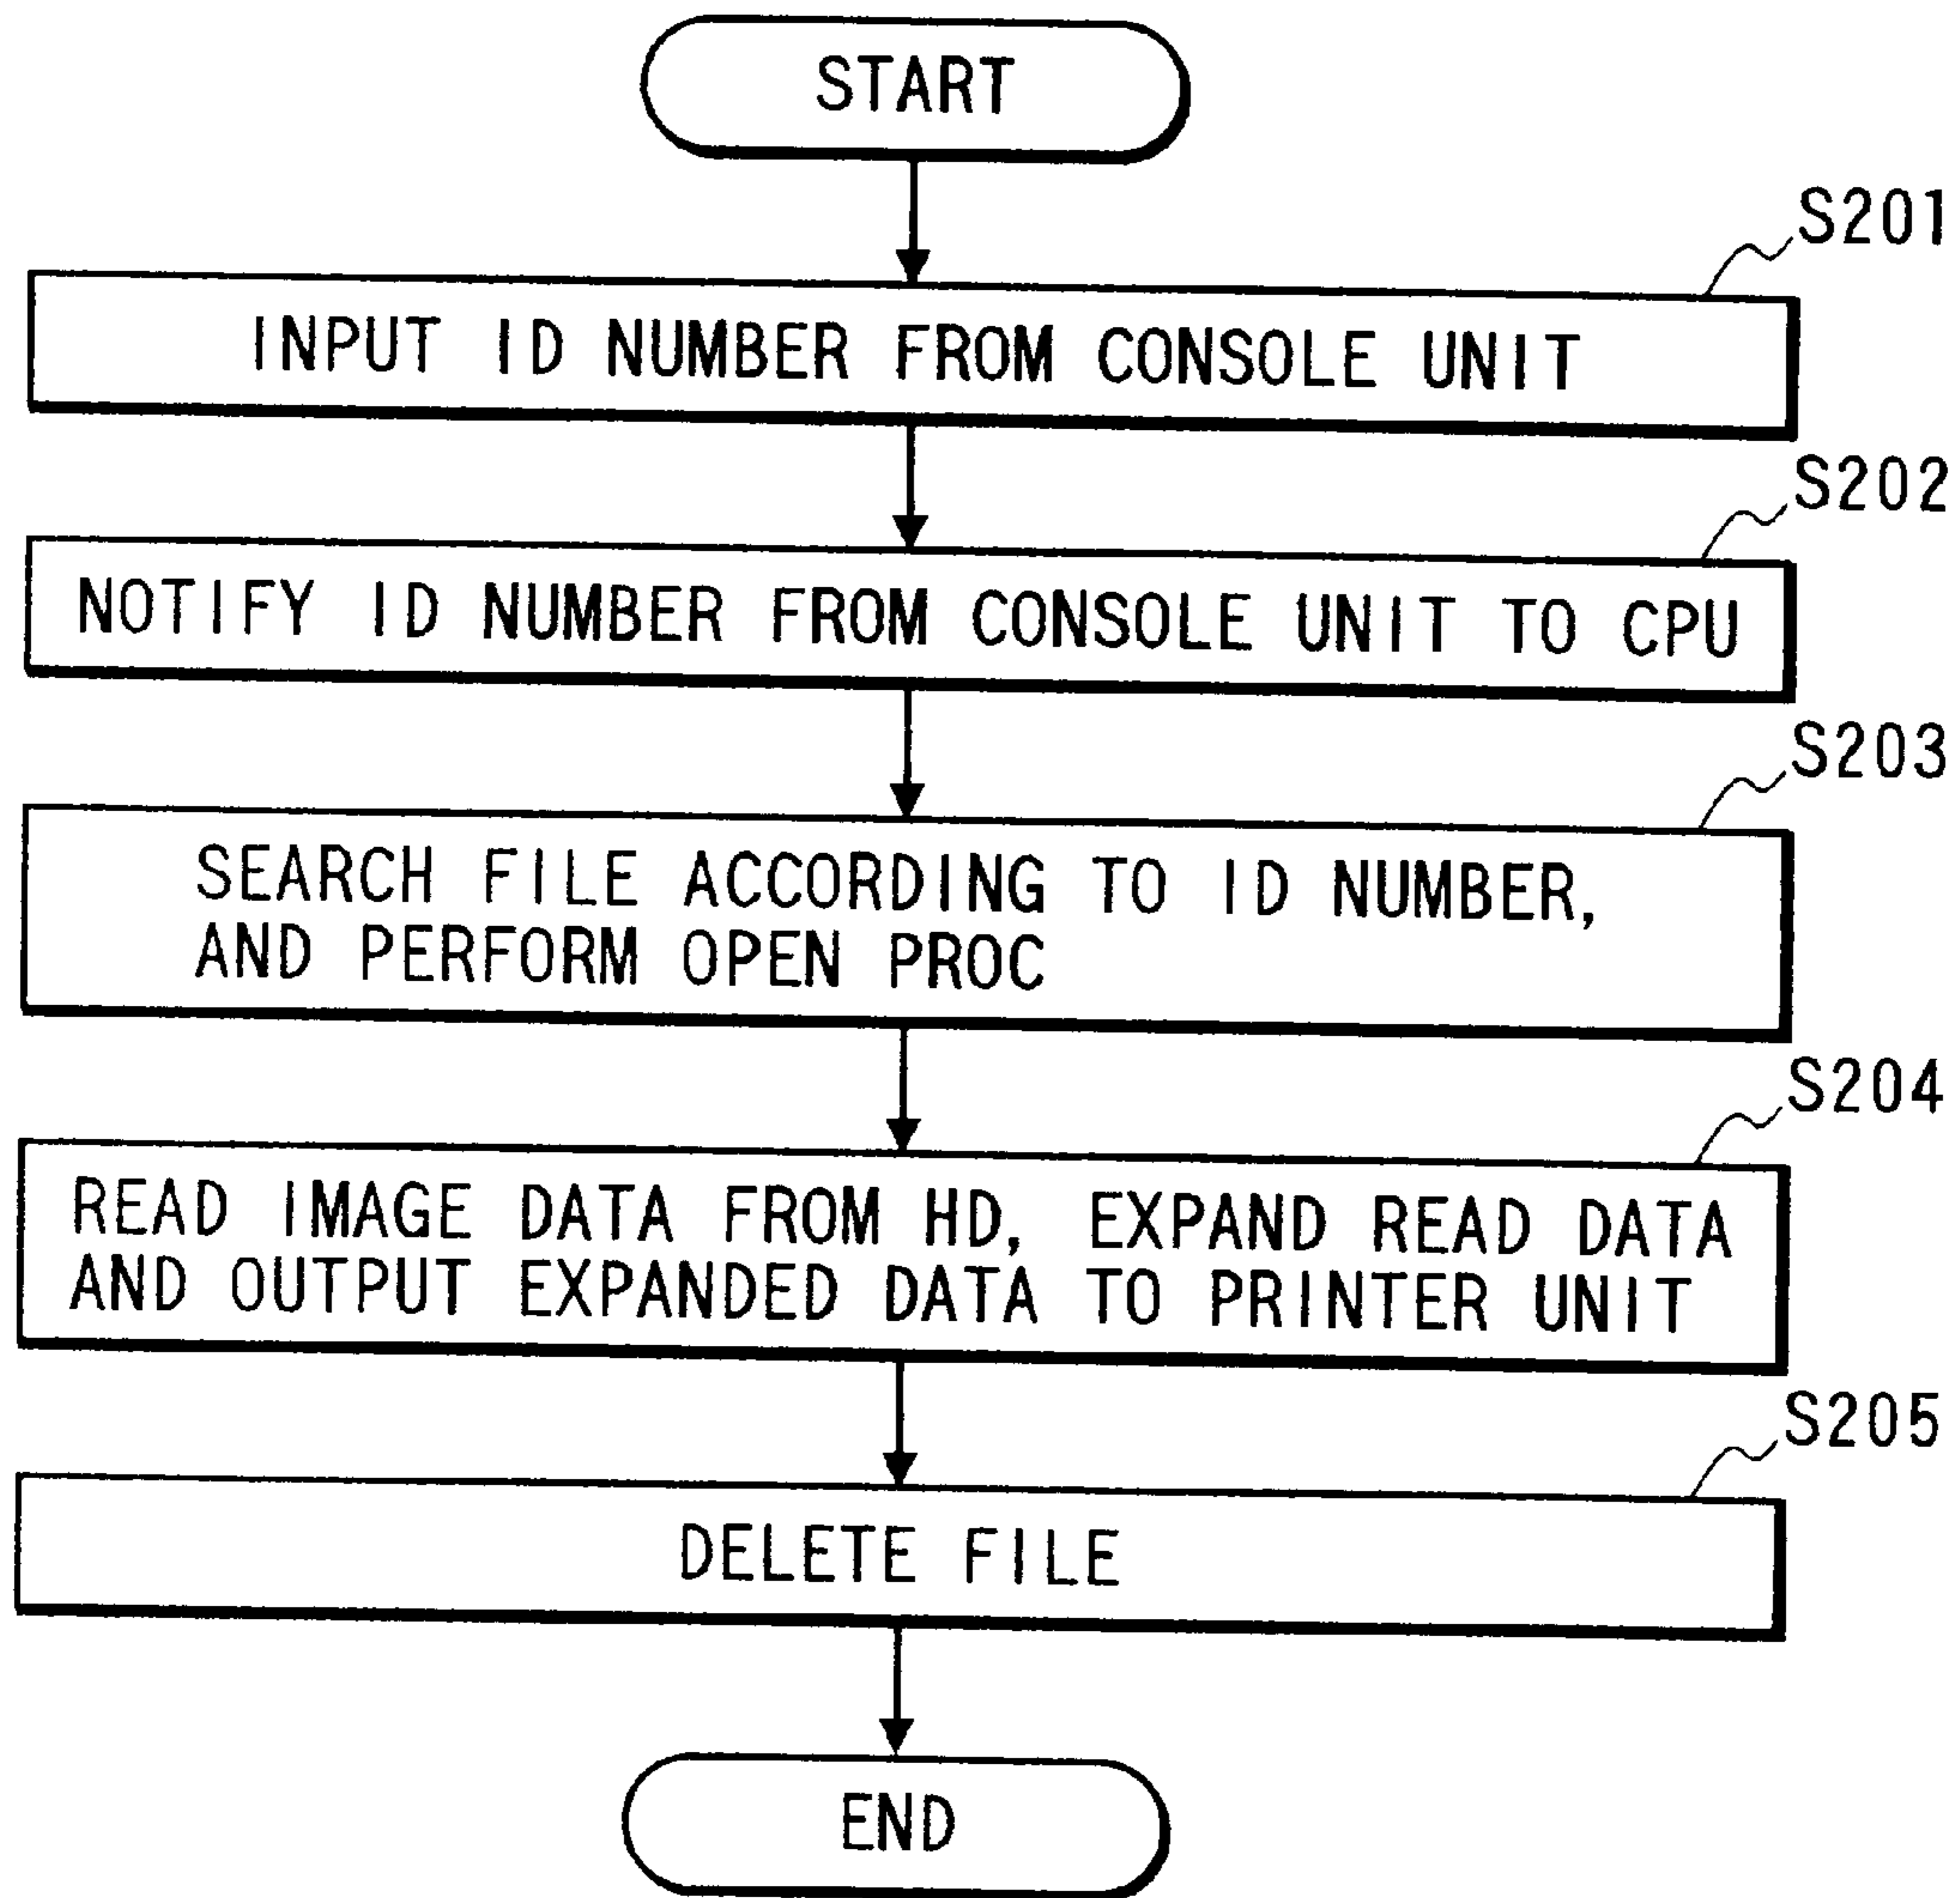 START
S201
INPUT ID NUMBER FROM CONSOLE UNIT
S202
NOTIFY ID NUMBER FROM CONSOLE UNIT TO CPU
S203
SEARCH FILE ACCORDING TO ID NUMBER,
AND PERFORM OPEN PROC
S204
READ IMAGE DATA FROM HD, EXPAND READ DATA
AND OUTPUT EXPANDED DATA TO PRINTER UNIT
S205
DELETE FILE
END